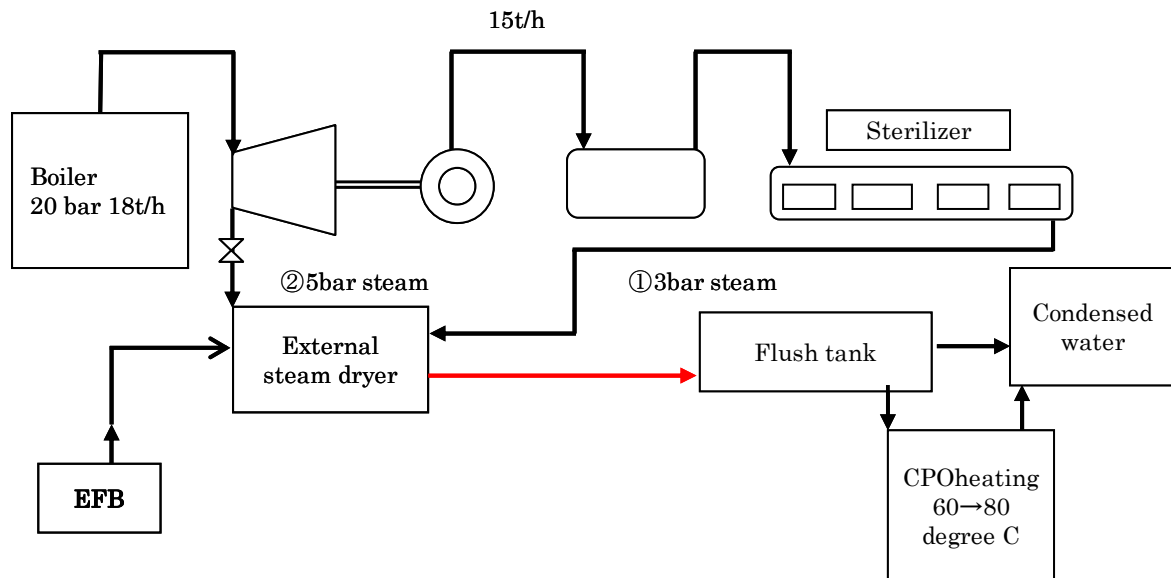 15t/h
Sterilizer
Boiler
20 bar 18t/h
②5bar steam
①3bar steam
External
steam dryer
Flush tank
Condensed
water
EFB
CPOheating
60→80
degree C